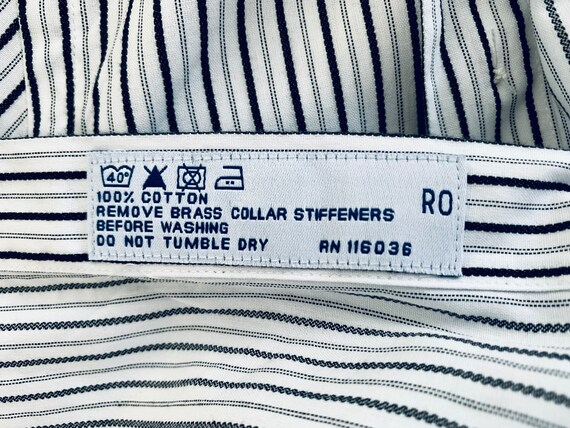 40°
100% COTTON
REMOVE BRASS COLLAR STIFFENERS
BEFORE WASHING
DO NOT TUMBLE DRY RN 116036
RO